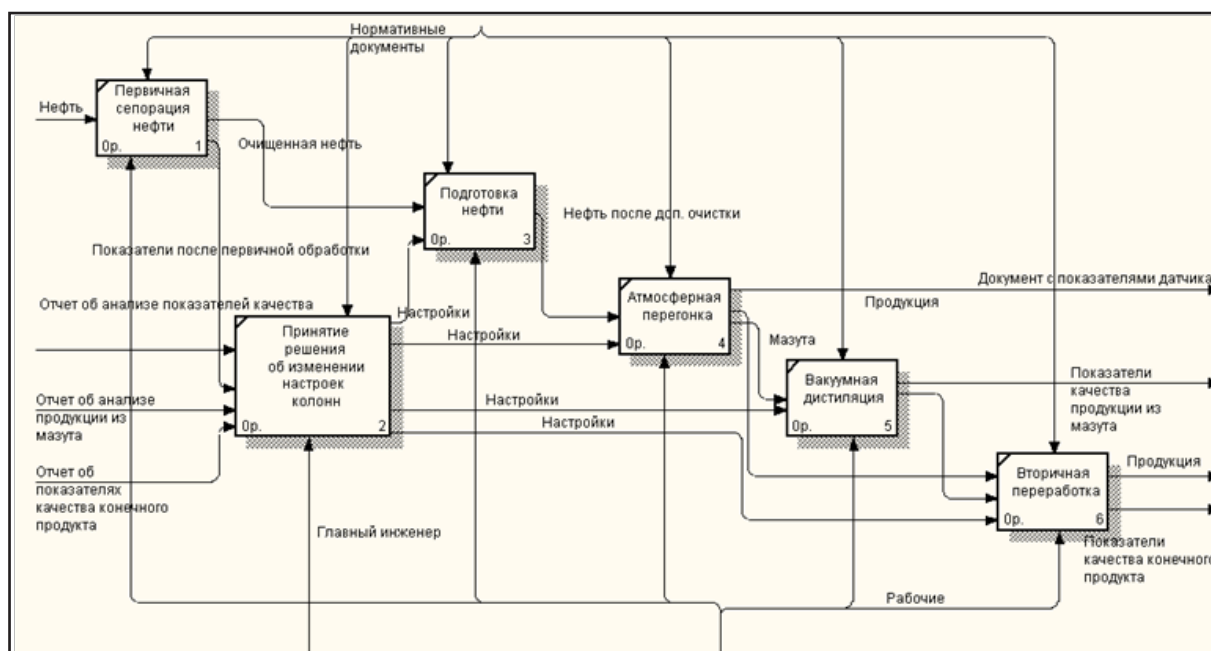 Нормативные
документы
Первичная
сепорация
нефти
0р. 1
Нефть
Очищенная нефть
Подготовка
нефти
0р. 3
Нефть после доп. очистки
Показатели после первичной обработки
Атмосферная
перегонка
0р. 4
Документ с показателями датчика
Продукция
Отчет об анализе показателей качества
Настройки
Принятие
решения
об изменении
настроек
колонн
0р. 2
Настройки
Мазута
Вакуумная
дистиляция
0р. 5
Показатели
качества
продукции из
мазута
Отчет об анализе
продукции из
мазута
Настройки
Настройки
Отчет об
показателях
качества конечного
продукта
Вторичная
переработка
0р. 6
Продукция
Главный инженер
Показатели
качества конечного
продукта
Рабочие